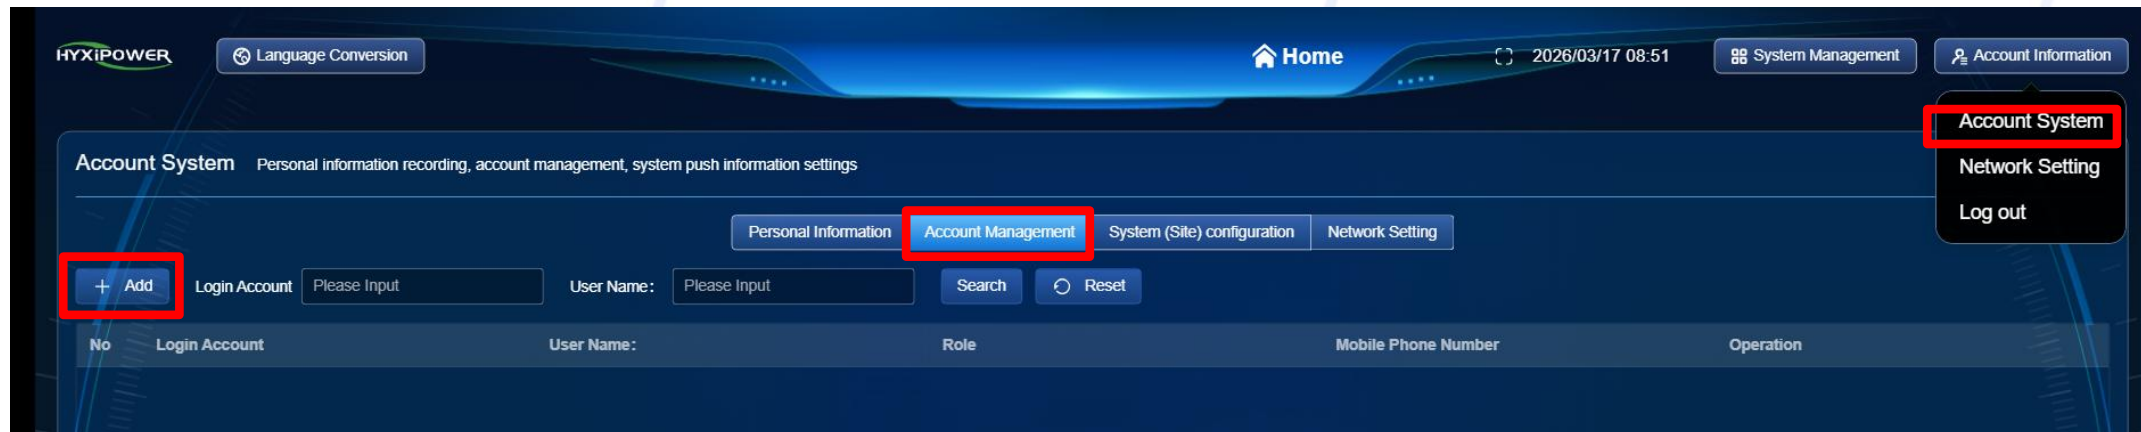 HYXiPOWER Language Conversion Home 2026/03/17 08:51 System Management Account Information
Account System
Network Setting
Log out
Account System Personal information recording, account management, system push information settings
Personal Information Account Management System (Site) configuration Network Setting
+ Add Login Account Please Input User Name: Please Input Search Reset
No Login Account User Name: Role Mobile Phone Number Operation